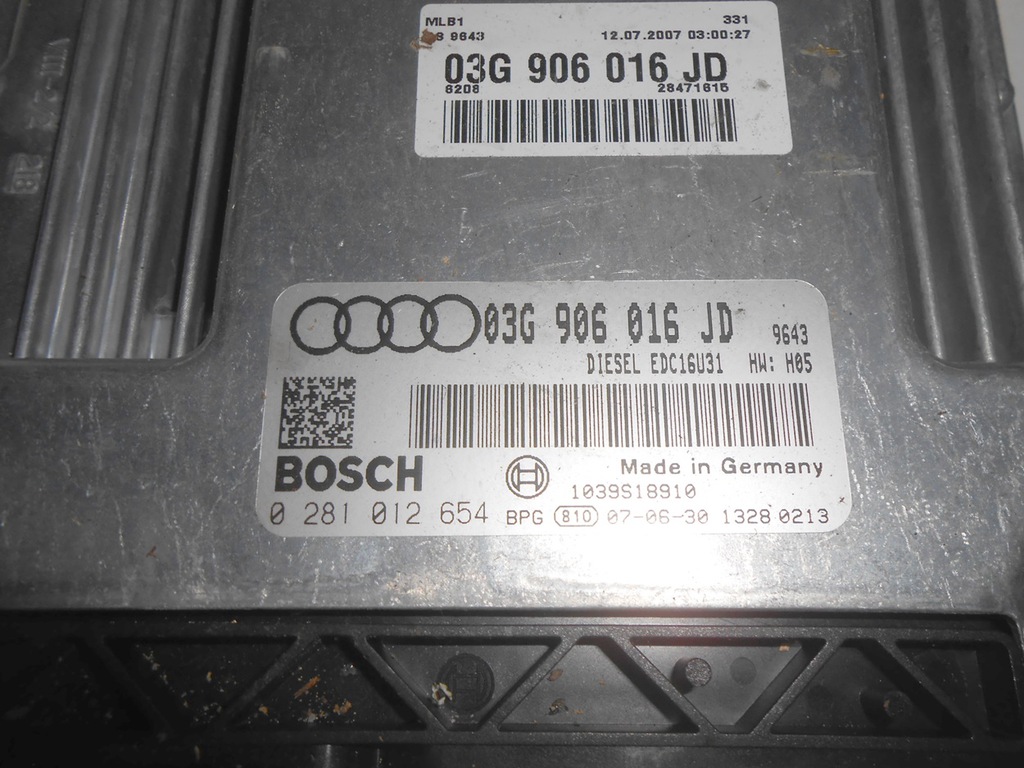 MLB1 331
9643 12.07.2007 03:00:27
03G 906 016 JD
6208 28471615
03G 906 016 JD 9643
DIESEL EDC16U31 HW: H05
BOSCH Made in Germany
1039S18910
0 281 012 654 BPG 810 07-06-30 1328 0213